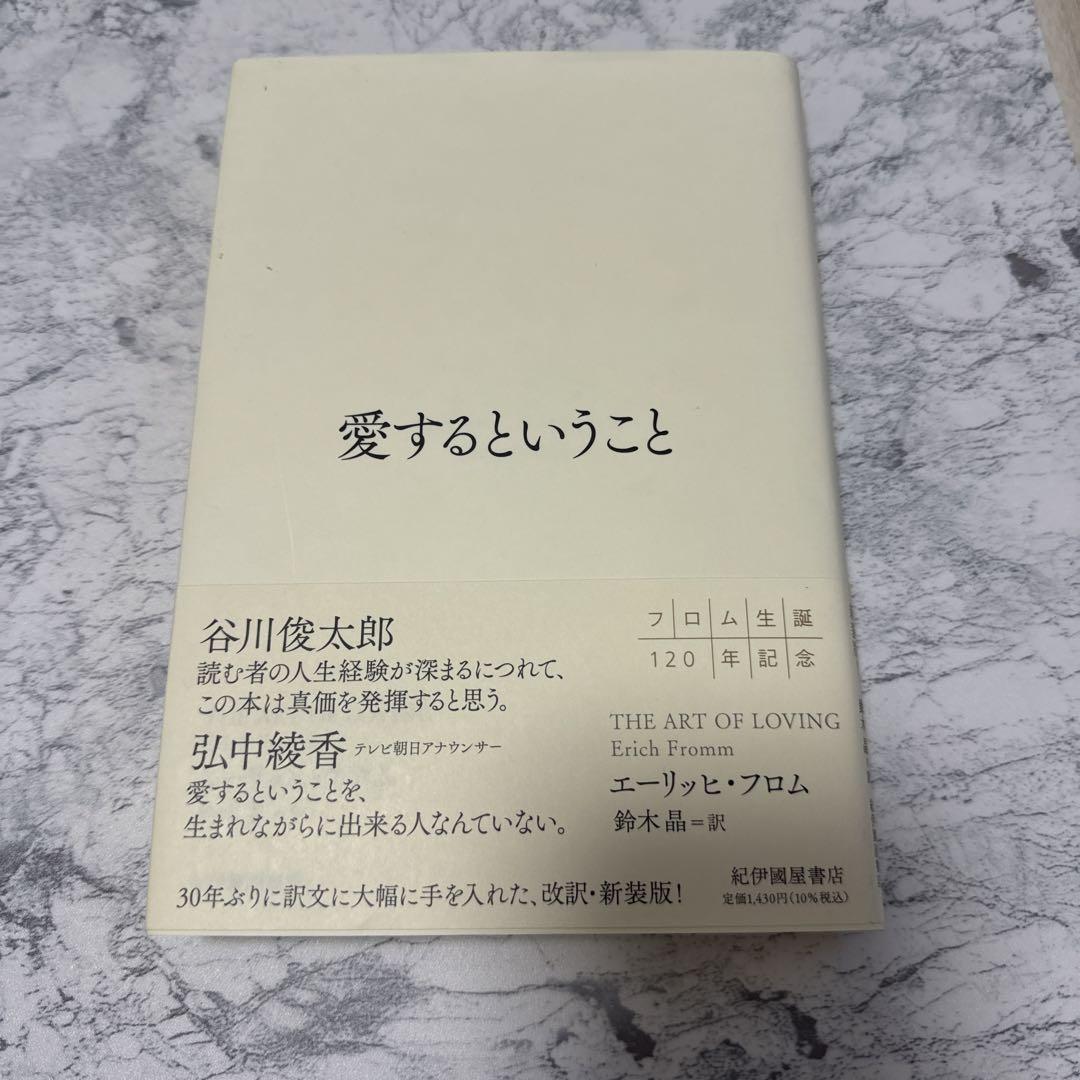 愛するということ
谷川俊太郎
読む者の人生経験が深まるにつれて、
この本は真価を発揮すると思う。
弘中綾香 テレビ朝日アナウンサー
愛するということを、
生まれながらに出来る人なんていない。
30年ぶりに訳文に大幅に手を入れた、改訳・新装版!
フロム生誕
120年記念
THE ART OF LOVING
Erich Fromm
エーリッヒ・フロム
鈴木晶=訳
紀伊國屋書店
定価1,430円(10%税込)